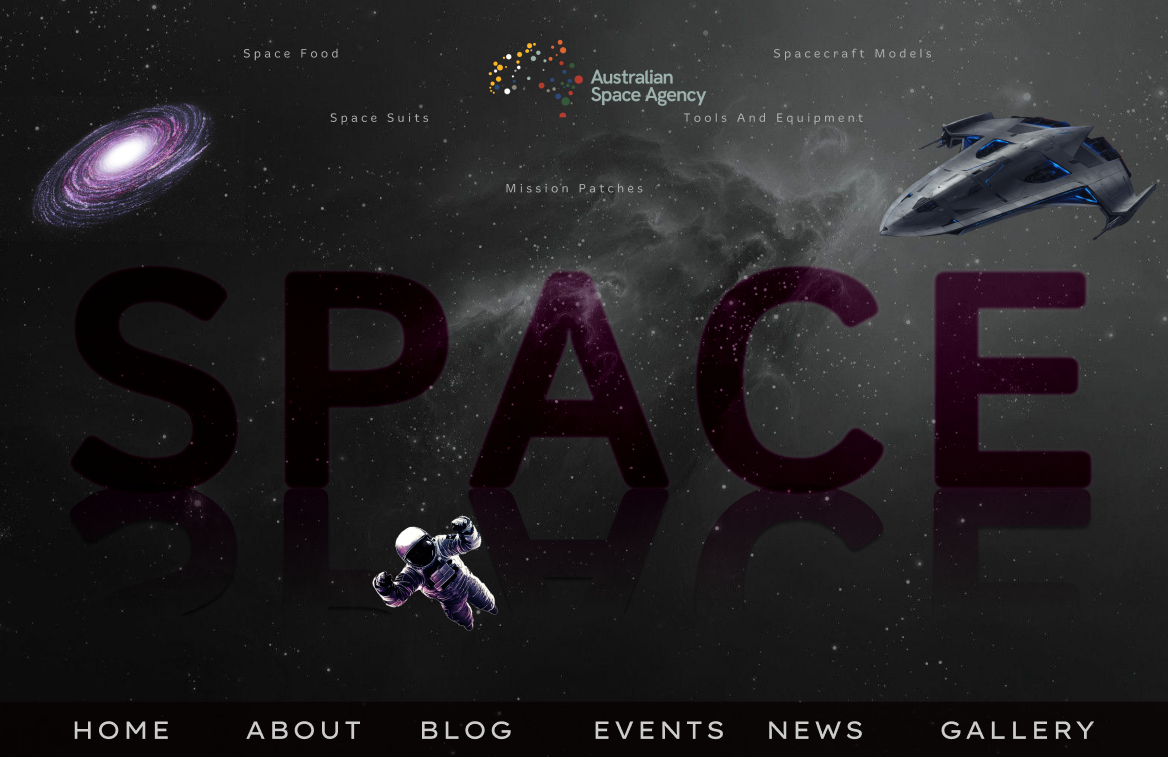 Space Food
Spacecraft Models
Australian
Space Agency
Space Suits
Tools And Equipment
Mission Patches
SPACE
HOME
ABOUT
BLOG
EVENTS
NEWS
GALLERY